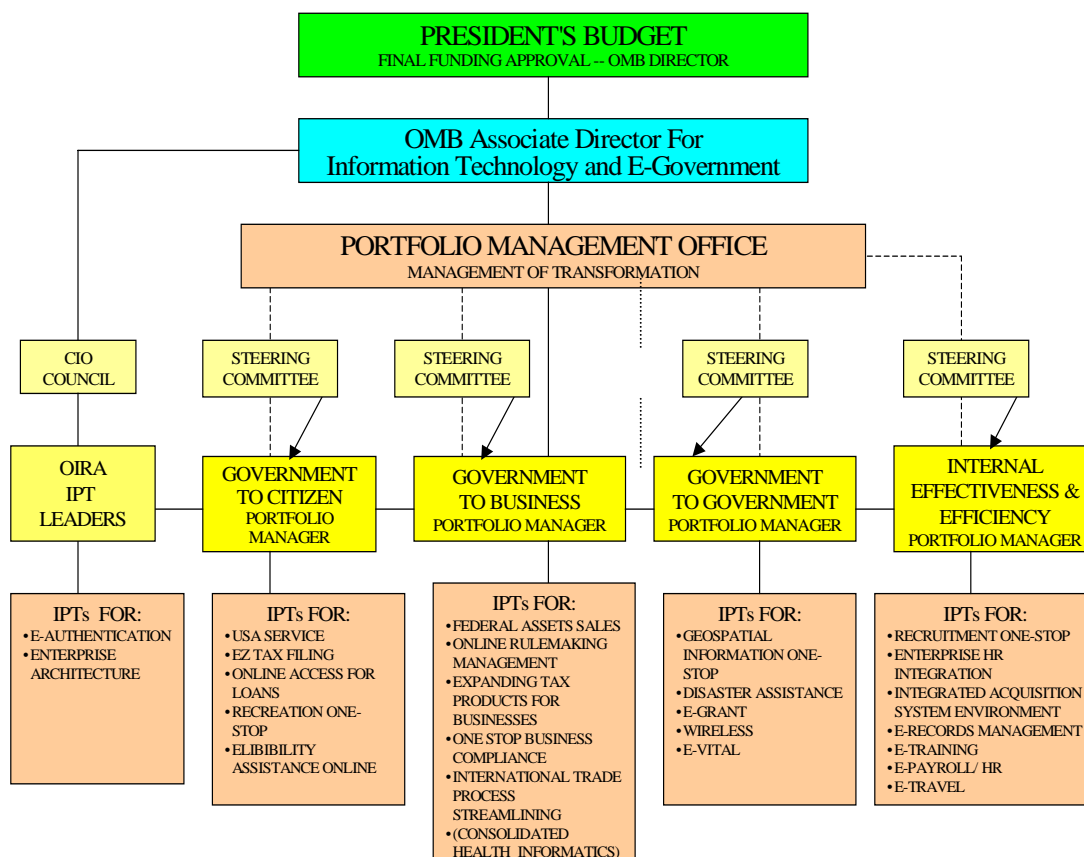 PRESIDENT'S BUDGET
FINAL FUNDING APPROVAL -- OMB DIRECTOR
OMB Associate Director For
Information Technology and E-Government
PORTFOLIO MANAGEMENT OFFICE
MANAGEMENT OF TRANSFORMATION
CIO
COUNCIL
STEERING
COMMITTEE
STEERING
COMMITTEE
STEERING
COMMITTEE
STEERING
COMMITTEE
OIRA
IPT
LEADERS
GOVERNMENT
TO CITIZEN
PORTFOLIO
MANAGER
GOVERNMENT
TO BUSINESS
PORTFOLIO MANAGER
GOVERNMENT
TO GOVERNMENT
PORTFOLIO MANAGER
INTERNAL
EFFECTIVENESS &
EFFICIENCY
PORTFOLIO MANAGER
IPTs FOR:
• E-AUTHENTICATION
• ENTERPRISE
ARCHITECTURE
IPTs FOR:
• USA SERVICE
• EZ TAX FILING
• ONLINE ACCESS FOR
LOANS
• RECREATION ONE-
STOP
• ELIBIBILITY
ASSISTANCE ONLINE
IPTs FOR:
• FEDERAL ASSETS SALES
• ONLINE RULEMAKING
MANAGEMENT
• EXPANDING TAX
PRODUCTS FOR
BUSINESSES
• ONE STOP BUSINESS
COMPLIANCE
• INTERNATIONAL TRADE
PROCESS
STREAMLINING
• (CONSOLIDATED
HEALTH INFORMATICS)
IPTs FOR:
• GEOSPATIAL
INFORMATION ONE-
STOP
• DISASTER ASSISTANCE
• E-GRANT
• WIRELESS
• E-VITAL
IPTs FOR:
• RECRUITMENT ONE-STOP
• ENTERPRISE HR
INTEGRATION
• INTEGRATED ACQUISITION
SYSTEM ENVIRONMENT
• E-RECORDS MANAGEMENT
• E-TRAINING
• E-PAYROLL/ HR
• E-TRAVEL